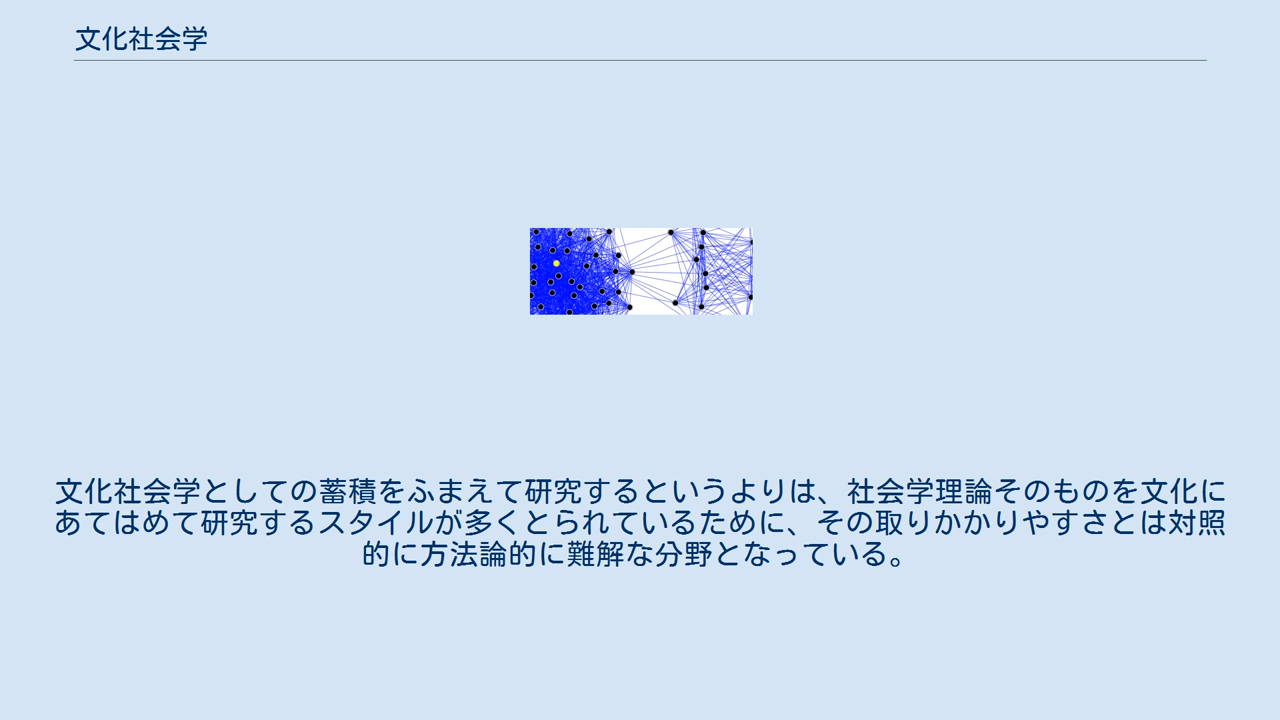 文化社会学
文化社会学としての蓄積をふまえて研究するというよりは、社会学理論そのものを文化に
あてはめて研究するスタイルが多くとられているために、その取りかかりやすさとは対照
的に方法論的に難解な分野となっている。